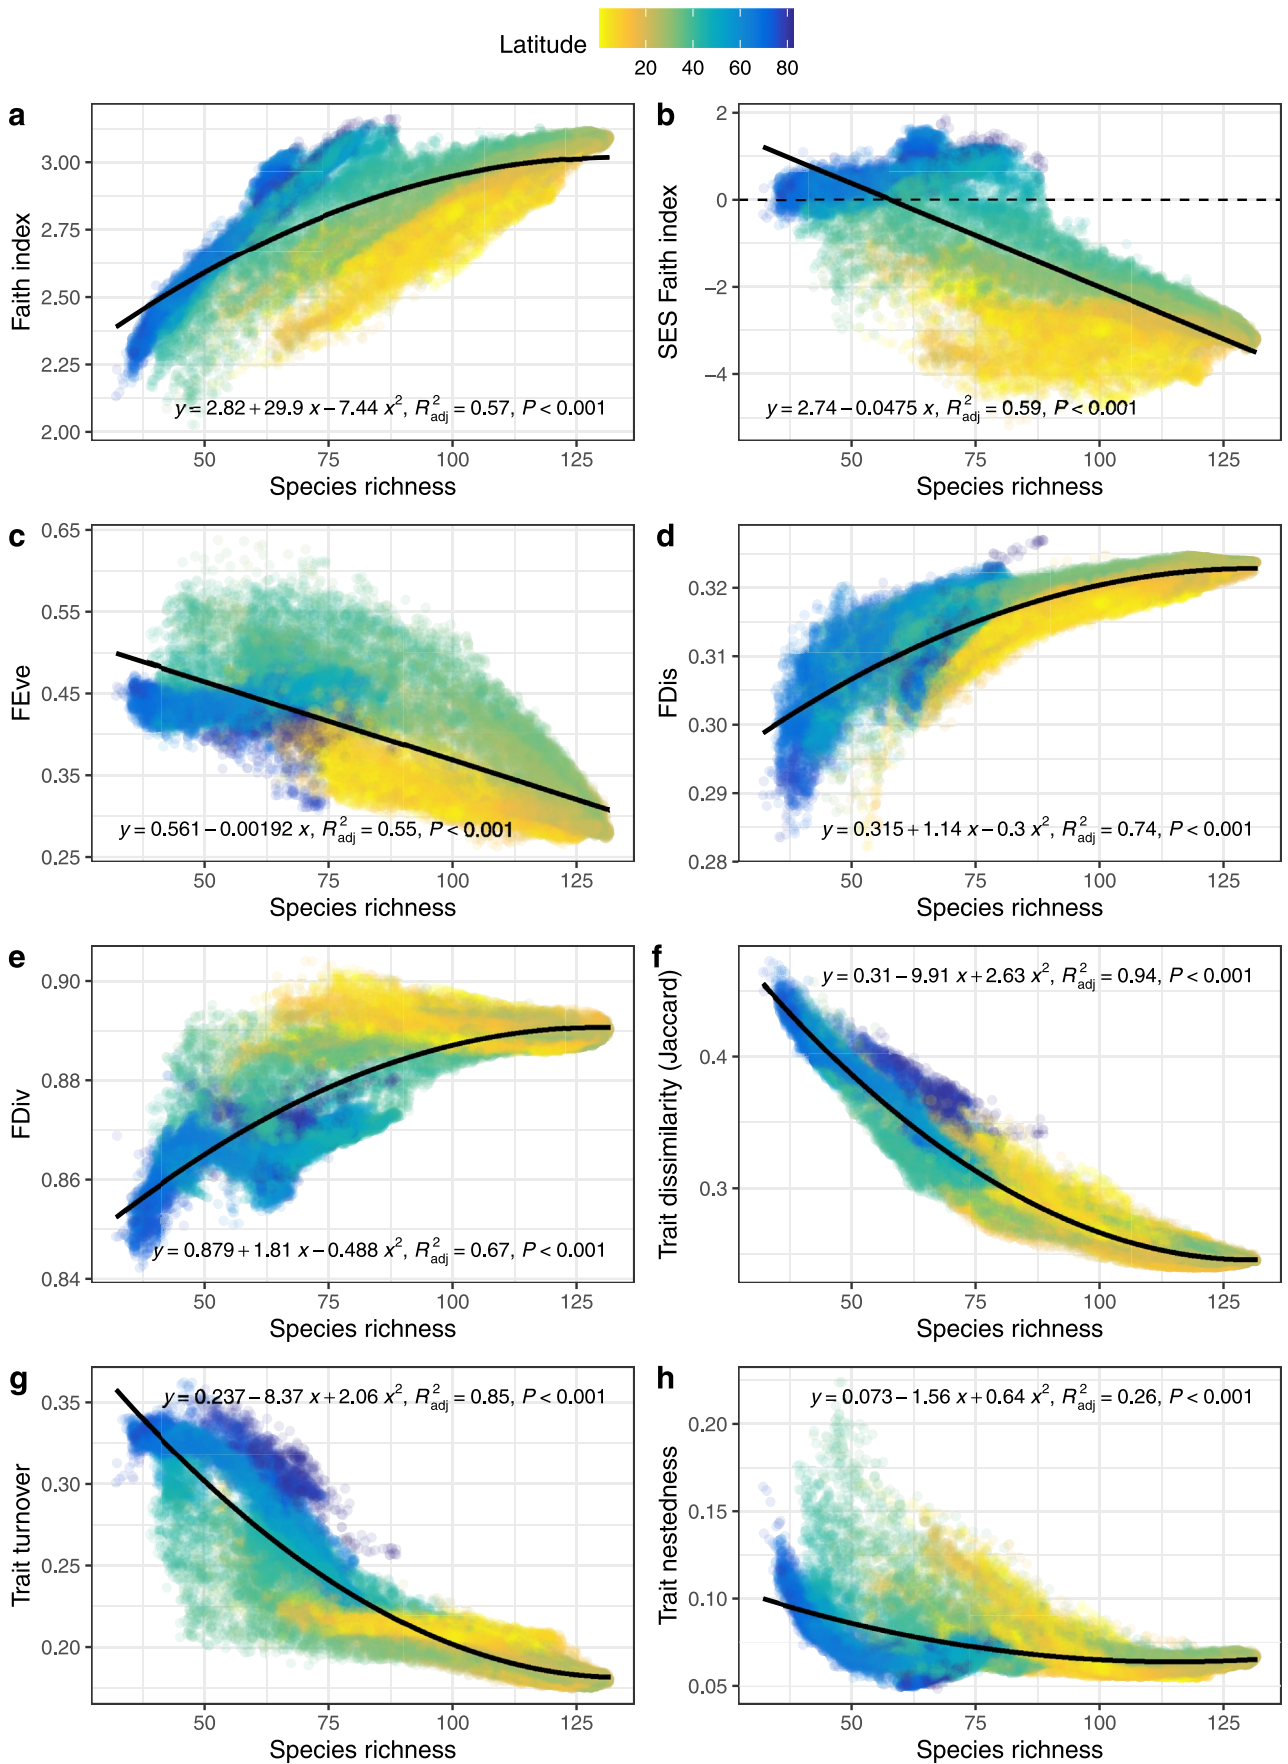 Latitude
20 40 60 80
a b
3.00
2.75
2.50
2.25
2.00
Faith index
y = 2.82 + 29.9 x − 7.44 x², R²adj = 0.57, P < 0.001
50 75 100 125
Species richness
2
0
−2
−4
SES Faith index
y = 2.74 − 0.0475 x, R²adj = 0.59, P < 0.001
50 75 100 125
Species richness
c d
0.65
0.55
0.45
0.35
0.25
FEve
y = 0.561 − 0.00192 x, R²adj = 0.55, P < 0.001
50 75 100 125
Species richness
0.32
0.31
0.30
0.29
0.28
FDis
y = 0.315 + 1.14 x − 0.3 x², R²adj = 0.74, P < 0.001
50 75 100 125
Species richness
e f
0.90
0.88
0.86
0.84
FDiv
y = 0.879 + 1.81 x − 0.488 x², R²adj = 0.67, P < 0.001
50 75 100 125
Species richness
y = 0.31 − 9.91 x + 2.63 x², R²adj = 0.94, P < 0.001
0.4
0.3
Trait dissimilarity (Jaccard)
50 75 100 125
Species richness
g h
y = 0.237 − 8.37 x + 2.06 x², R²adj = 0.85, P < 0.001
0.35
0.30
0.25
0.20
Trait turnover
50 75 100 125
Species richness
y = 0.073 − 1.56 x + 0.64 x², R²adj = 0.26, P < 0.001
0.20
0.15
0.10
0.05
Trait nestedness
50 75 100 125
Species richness